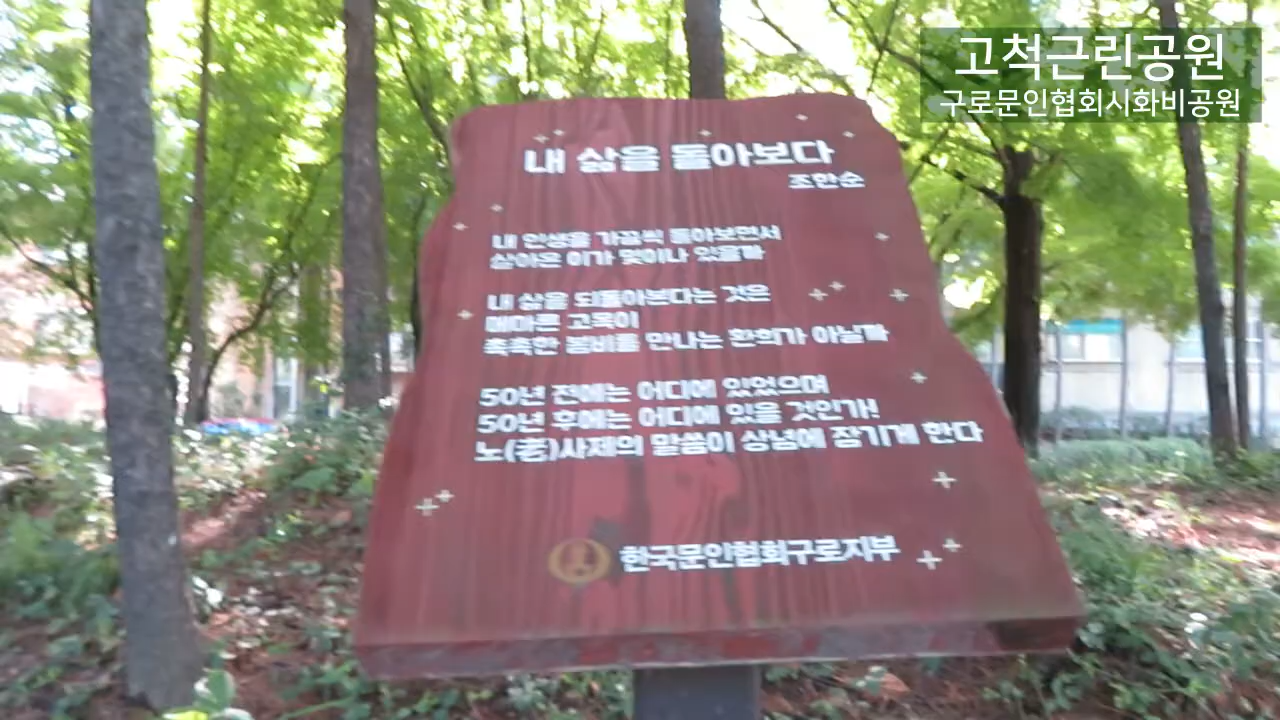 고척근린공원
구로문인협회시화비공원
내 삶을 돌아보다
조한순
내 인생을 가끔씩 돌아보면서
살아온 이가 몇이나 있을까
내 삶을 되돌아본다는 것은
메마른 고목이
촉촉한 봄비를 만나는 환희가 아닐까
50년 전에는 어디에 있었으며
50년 후에는 어디에 있을 것인가!
노(老)사제의 말씀이 상념에 잠기게 한다
한국문인협회구로지부